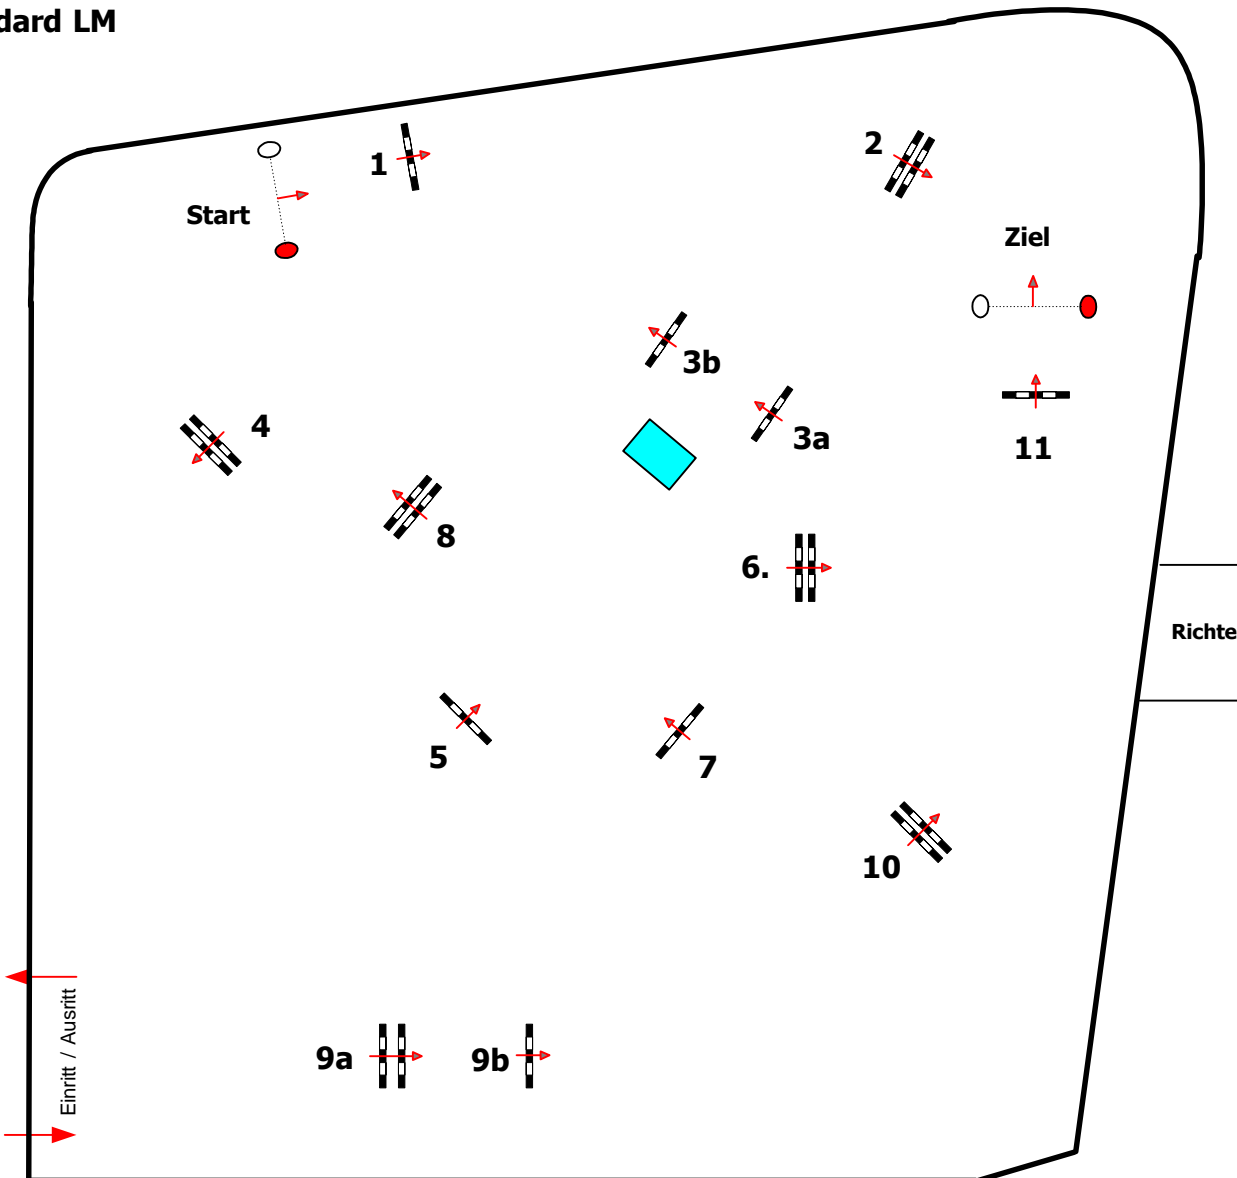 dard LM
1
2
Start
Ziel
3b
4
3a
11
8
6.
Richte
5
7
10
Einritt / Ausritt
9a
9b